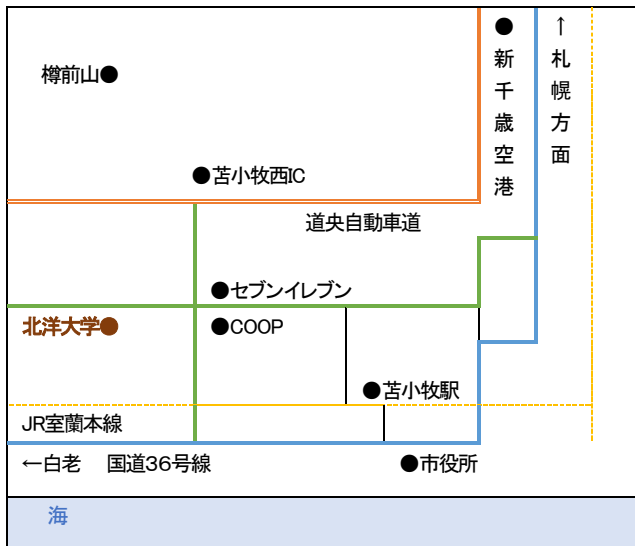 ●新千歳空港
↑札幌方面
樽前山●
●苫小牧西IC
道央自動車道
●セブンイレブン
北洋大学●
●COOP
●苫小牧駅
JR室蘭本線
←白老 国道36号線
●市役所
海